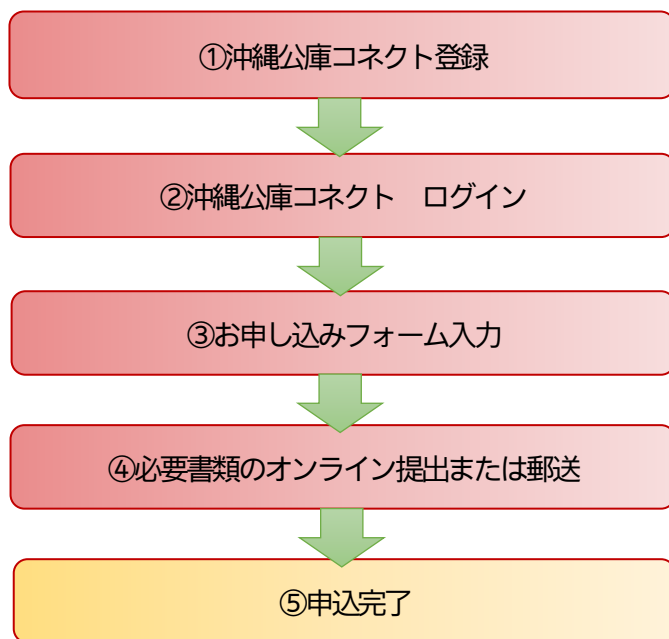 ①沖縄公庫コネクト登録
②沖縄公庫コネクト　ログイン
③お申し込みフォーム入力
④必要書類のオンライン提出または郵送
⑤申込完了